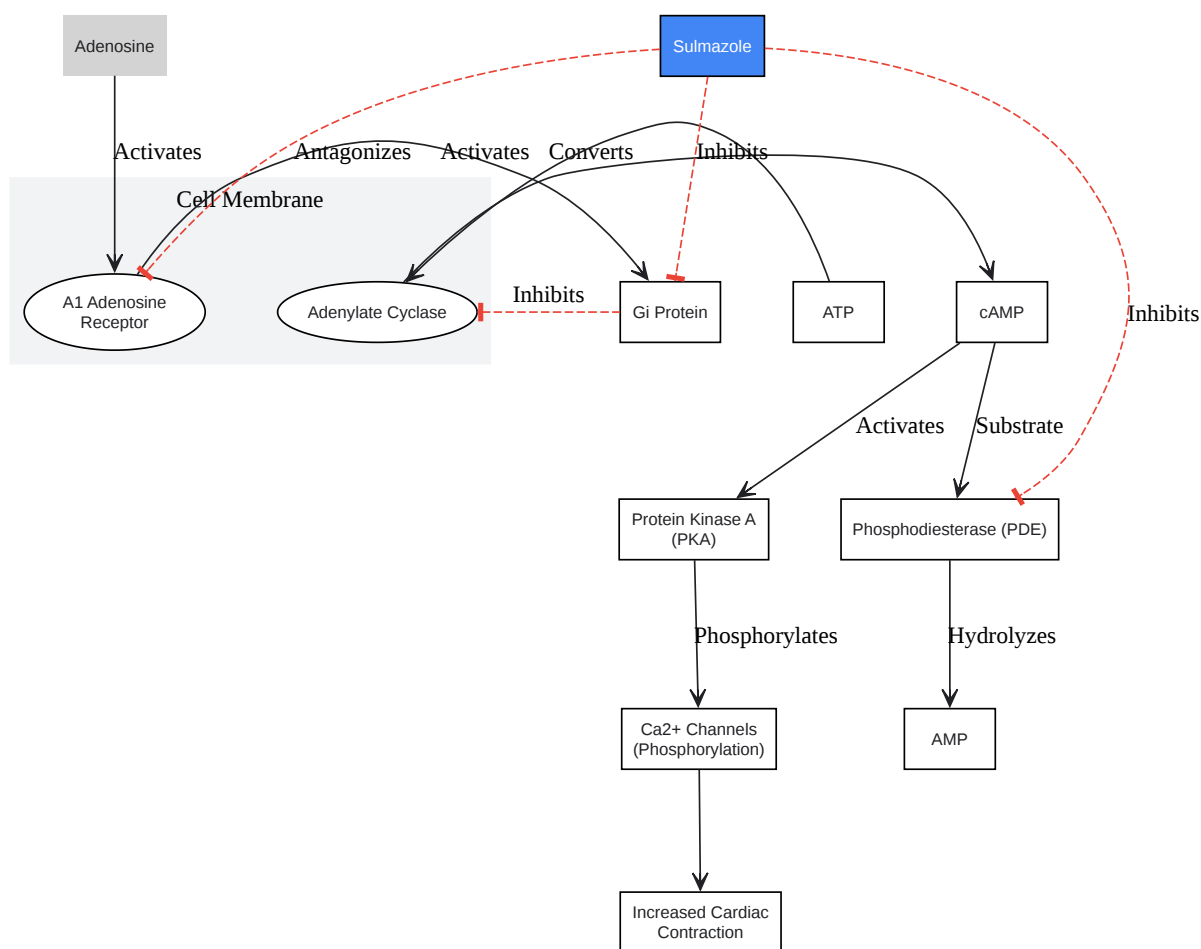 Adenosine
Sulmazole
Activates
Antagonizes
Activates
Converts
Inhibits
Cell Membrane
A1 Adenosine
Receptor
Adenylate Cyclase
Inhibits
Gi Protein
ATP
cAMP
Inhibits
Activates
Substrate
Protein Kinase A
(PKA)
Phosphodiesterase (PDE)
Phosphorylates
Hydrolyzes
Ca2+ Channels
(Phosphorylation)
AMP
Increased Cardiac
Contraction